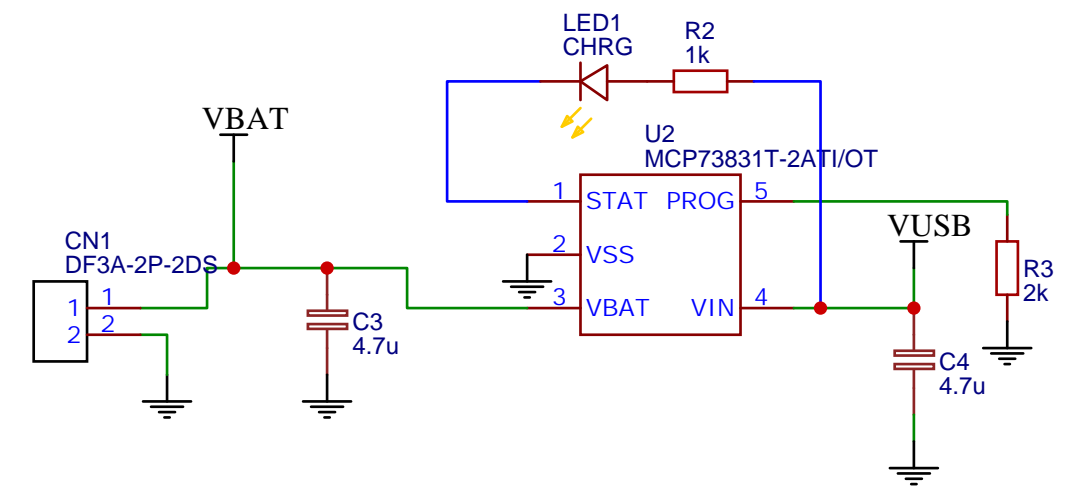 LED1
CHRG
R2
1k
VBAT
U2
MCP73831T-2ATI/OT
1
STAT
PROG
5
VUSB
CN1
DF3A-2P-2DS
2
VSS
R3
2k
1
1
2
2
3
VBAT
VIN
4
C3
4.7u
C4
4.7u